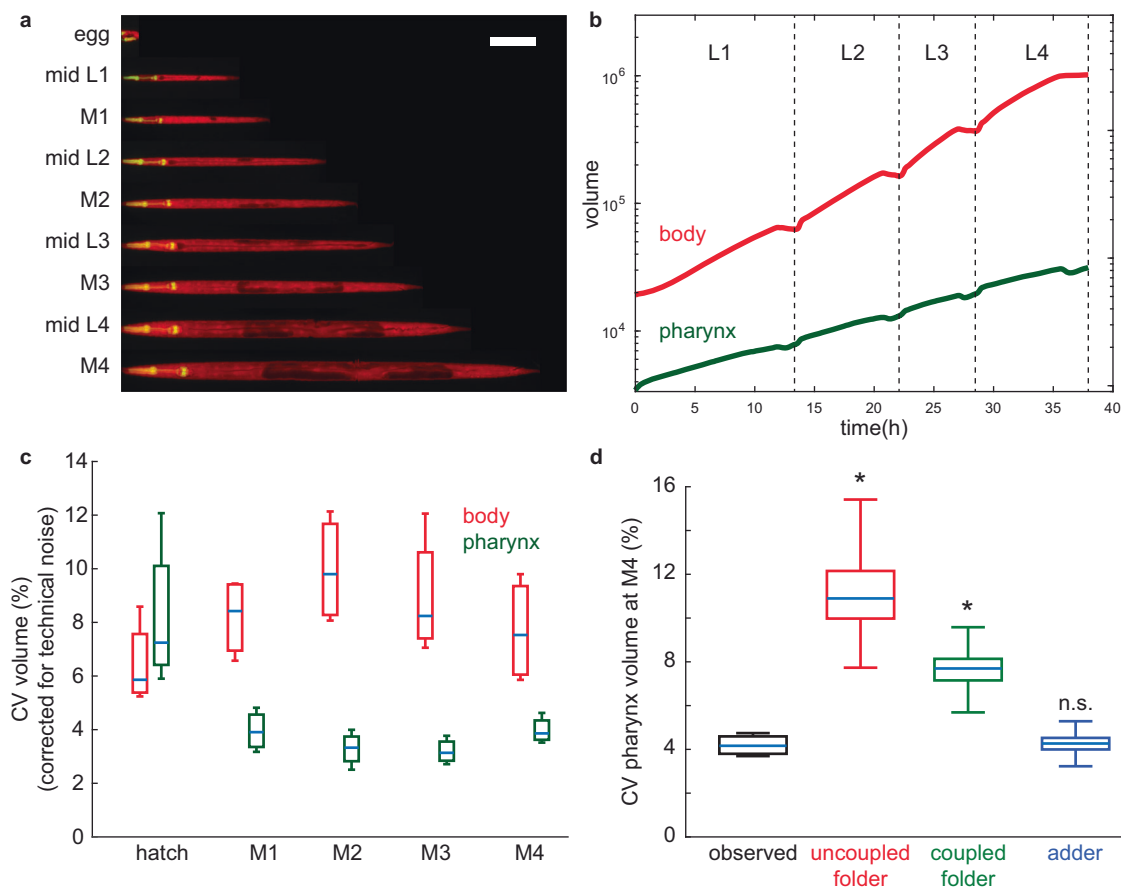 a
egg
mid L1
M1
mid L2
M2
mid L3
M3
mid L4
M4
b
L1
L2
L3
L4
10^6
10^5
10^4
volume
body
pharynx
0
5
10
15
20
25
30
35
40
time(h)
c
14
12
10
8
6
4
2
0
CV volume (%)
(corrected for technical noise)
body
pharynx
hatch
M1
M2
M3
M4
d
16
12
8
4
0
CV pharynx volume at M4 (%)
*
*
n.s.
observed
uncoupled
folder
coupled
folder
adder